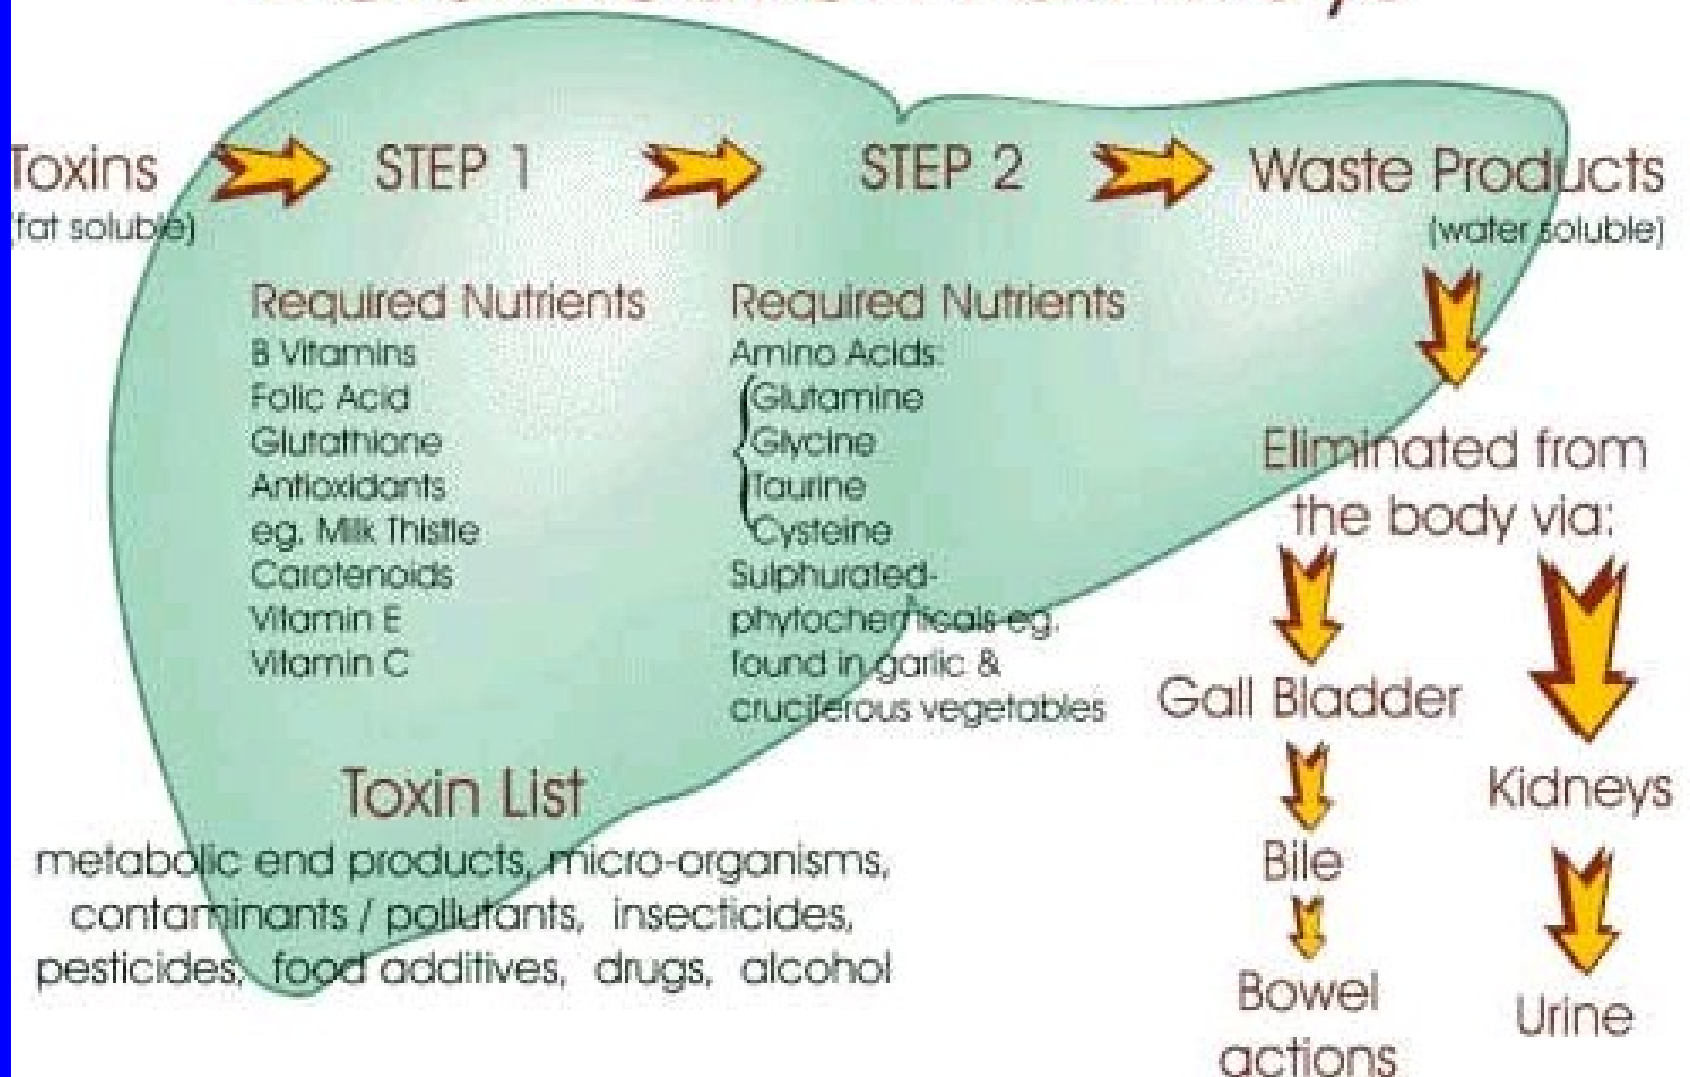 Toxins
(fat soluble)
STEP 1
STEP 2
Waste Products
(water soluble)
Required Nutrients
B Vitamins
Folic Acid
Glutathione
Antioxidants
eg. Milk Thistle
Carotenoids
Vitamin E
Vitamin C
Required Nutrients
Amino Acids:
Glutamine
Glycine
Taurine
Cysteine
Sulphurated-
phytochemicals eg.
found in garlic &
cruciferous vegetables
Eliminated from
the body via:
Gall Bladder
Bile
Bowel
actions
Kidneys
Urine
Toxin List
metabolic end products, micro-organisms,
contaminants / pollutants, insecticides,
pesticides, food additives, drugs, alcohol